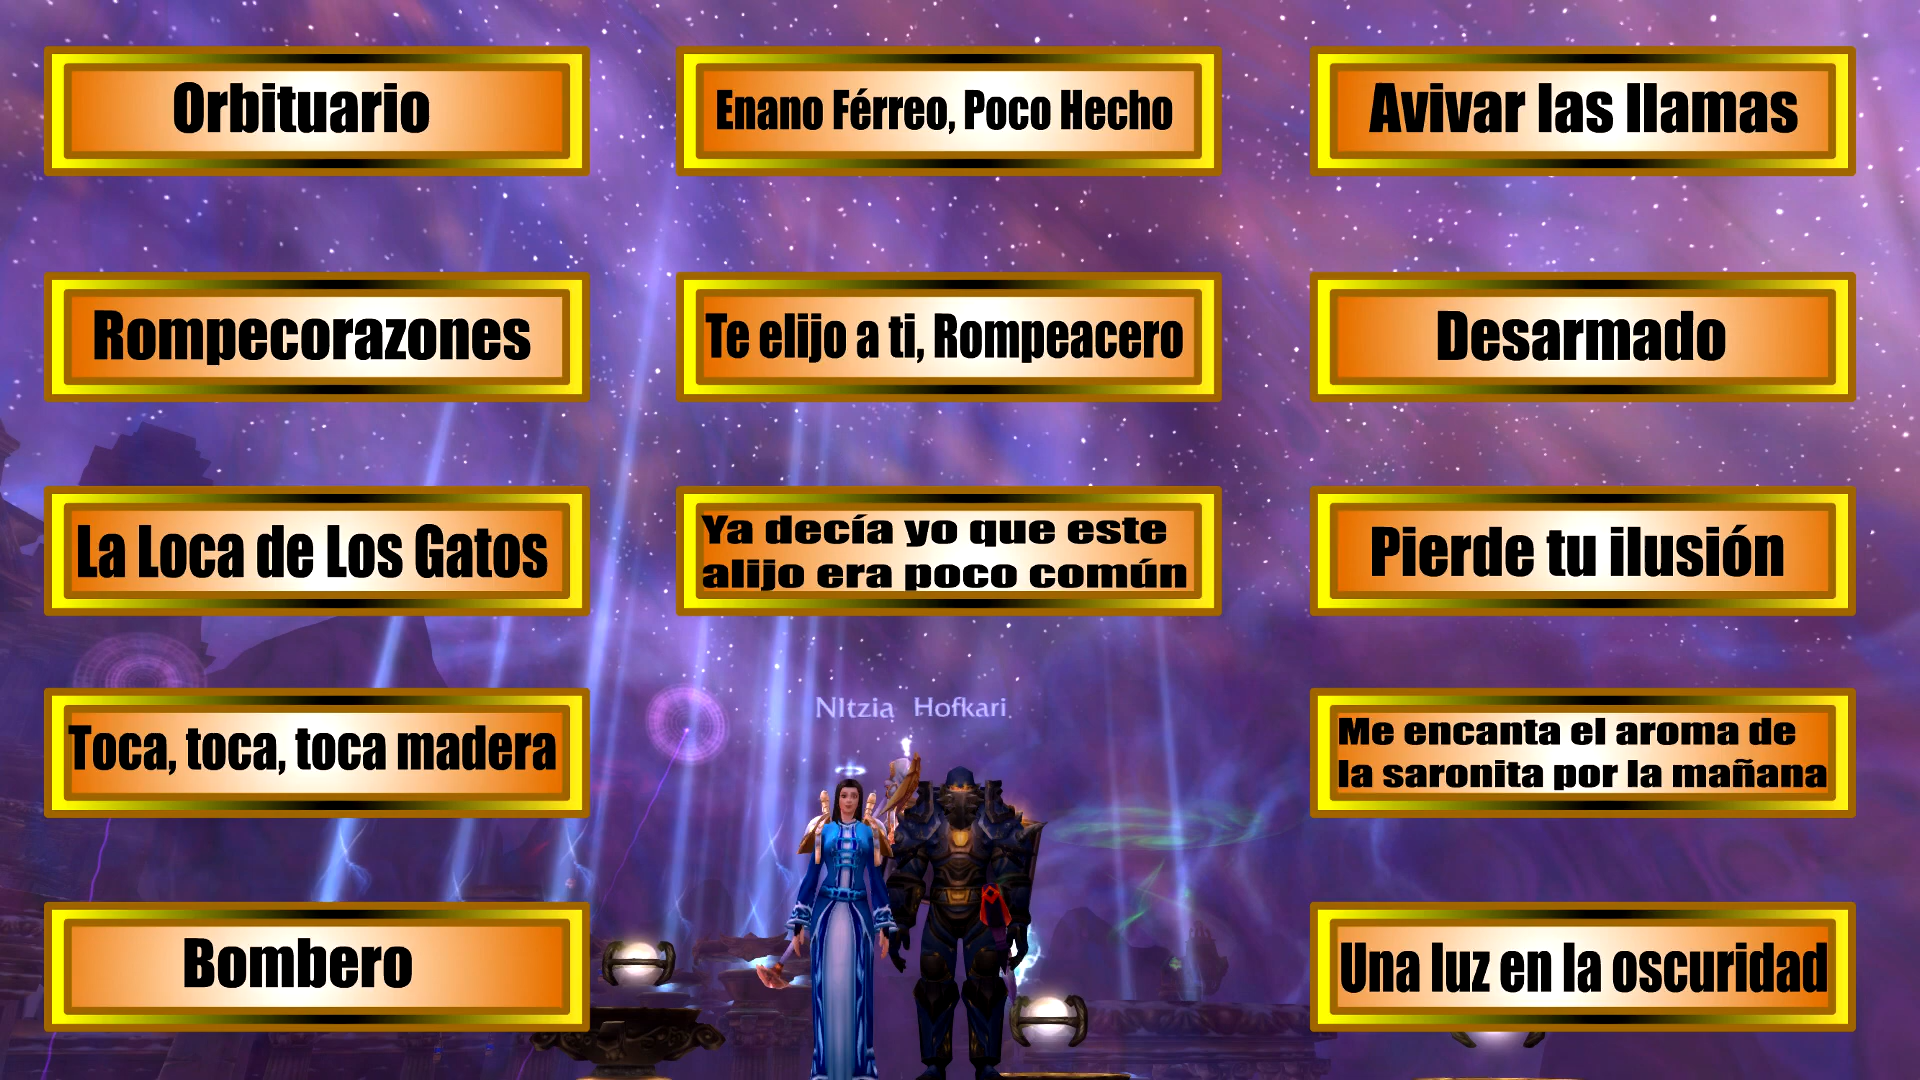 Orbituario
Enano Férreo, Poco Hecho
Avivar las llamas
Rompecorazones
Te elijo a ti, Rompeacero
Desarmado
La Loca de Los Gatos
Ya decía yo que este
alijo era poco común
Pierde tu ilusión
Toca, toca, toca madera
NItzia Hofkari
Me encanta el aroma de
la saronita por la mañana
Bombero
Una luz en la oscuridad